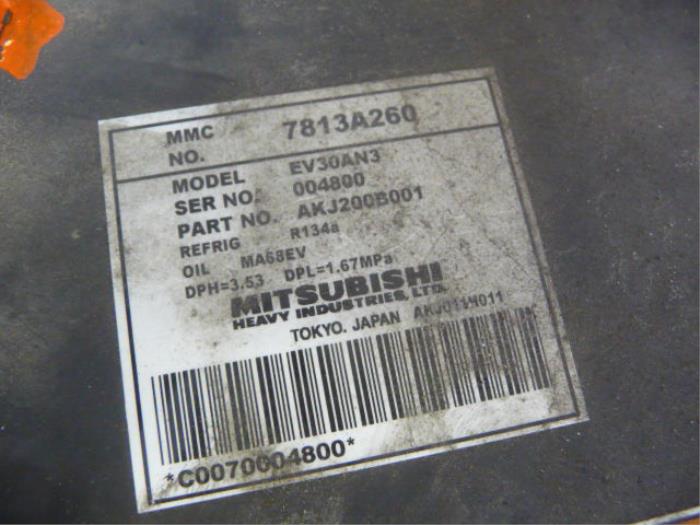 MMC NO. 7813A260
MODEL EV30AN3
SER NO. 004800
PART NO. AKJ200B001
REFRIG R134a
OIL MA68EV
DPH=3.53 DPL=1.67MPa
MITSUBISHI
HEAVY INDUSTRIES, LTD.
TOKYO. JAPAN AKJ011N011
*C0070004800*